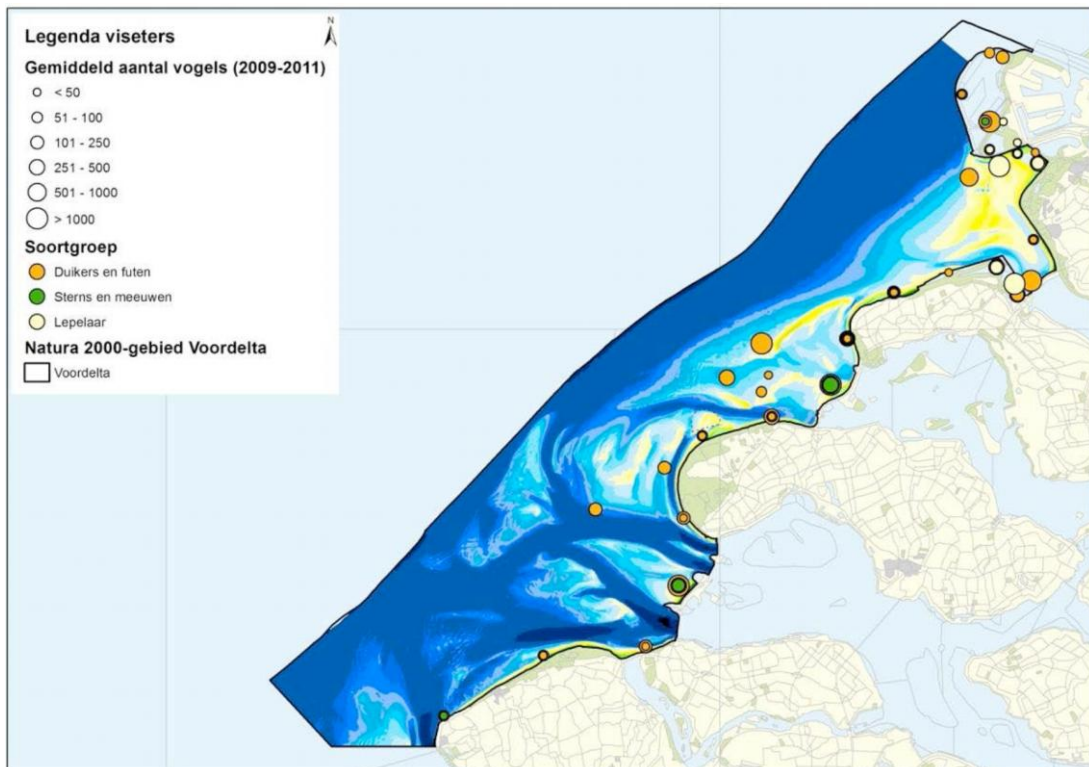 Legenda viseters
N
Gemiddeld aantal vogels (2009-2011)
< 50
51 - 100
101 - 250
251 - 500
501 - 1000
> 1000
Soortgroep
Duikers en futen
Sterns en meeuwen
Lepelaar
Natura 2000-gebied Voordelta
Voordelta